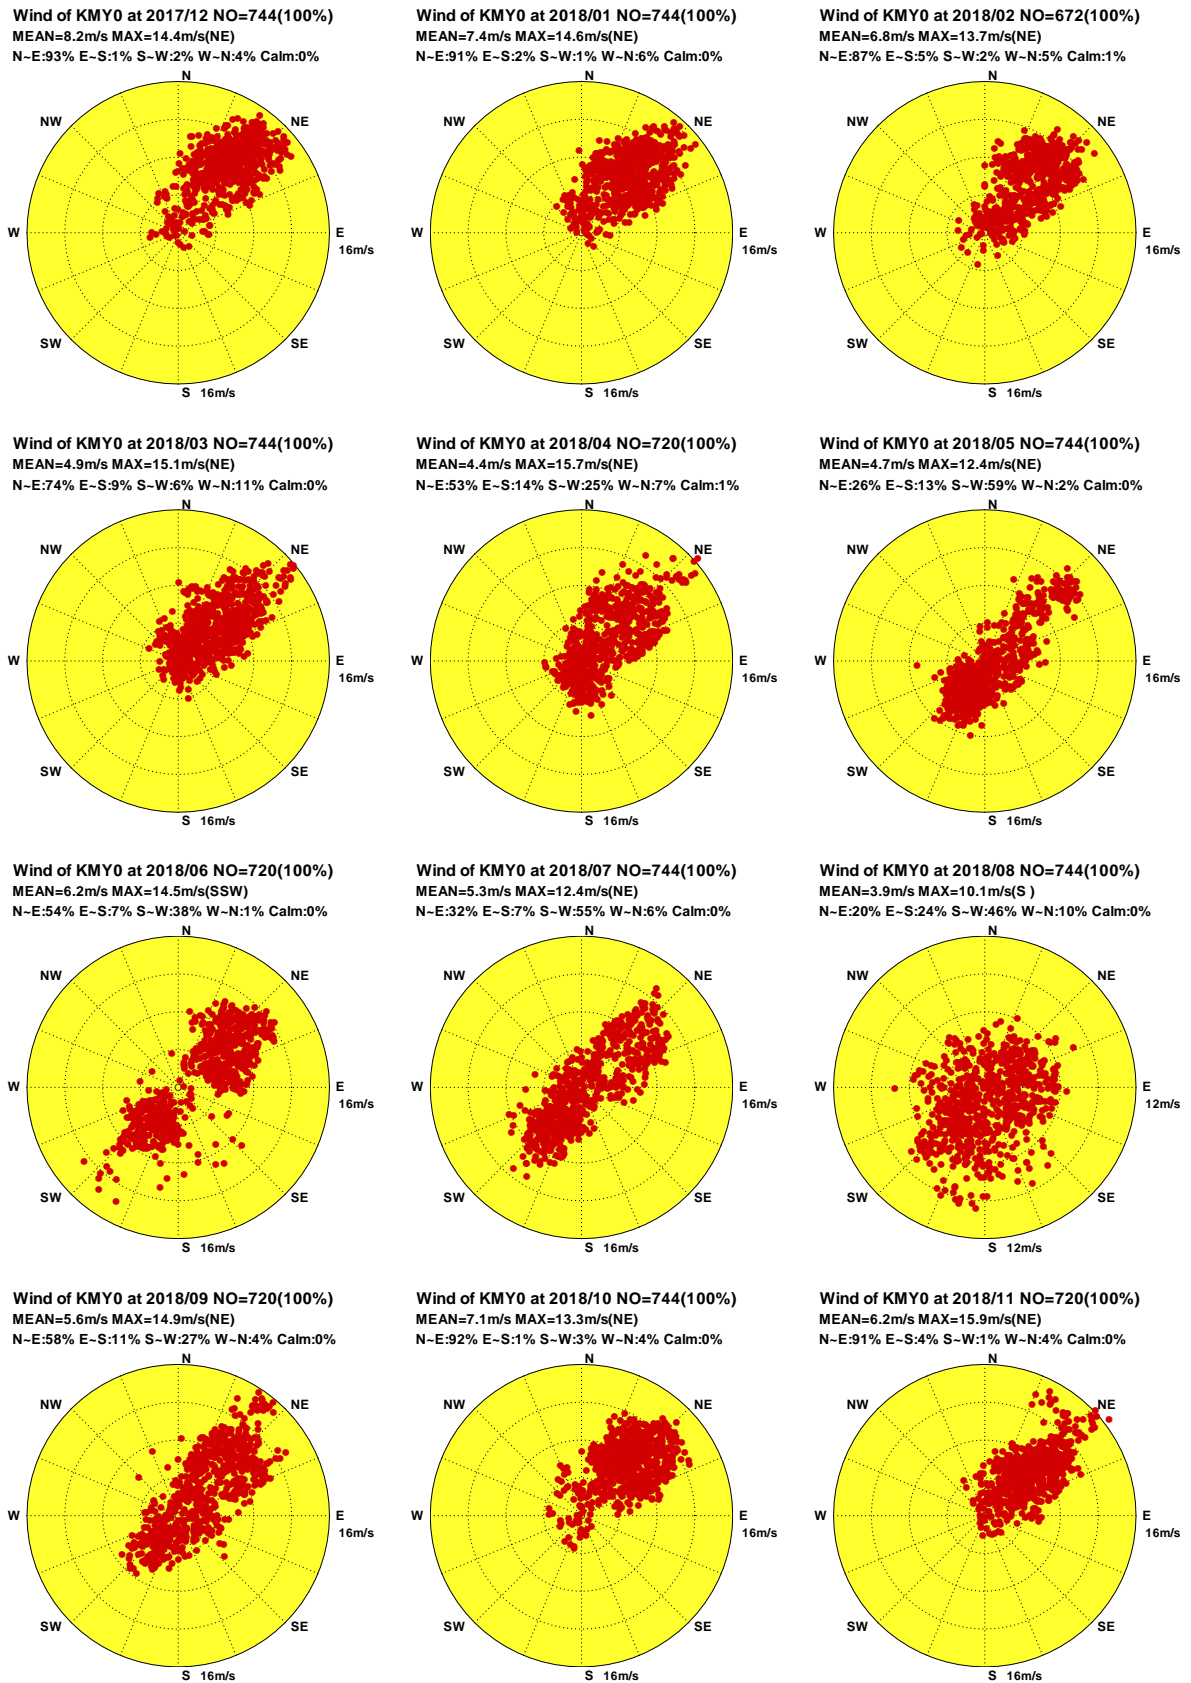 Wind of KMY0 at 2017/12 NO=744(100%)
MEAN=8.2m/s MAX=14.4m/s(NE)
N~E:93% E~S:1% S~W:2% W~N:4% Calm:0%
N
NW
NE
W
E
16m/s
SW
SE
S 16m/s
Wind of KMY0 at 2018/01 NO=744(100%)
MEAN=7.4m/s MAX=14.6m/s(NE)
N~E:91% E~S:2% S~W:1% W~N:6% Calm:0%
N
NW
NE
W
E
16m/s
SW
SE
S 16m/s
Wind of KMY0 at 2018/02 NO=672(100%)
MEAN=6.8m/s MAX=13.7m/s(NE)
N~E:87% E~S:5% S~W:2% W~N:5% Calm:1%
N
NW
NE
W
E
16m/s
SW
SE
S 16m/s
Wind of KMY0 at 2018/03 NO=744(100%)
MEAN=4.9m/s MAX=15.1m/s(NE)
N~E:74% E~S:9% S~W:6% W~N:11% Calm:0%
N
NW
NE
W
E
16m/s
SW
SE
S 16m/s
Wind of KMY0 at 2018/04 NO=720(100%)
MEAN=4.4m/s MAX=15.7m/s(NE)
N~E:53% E~S:14% S~W:25% W~N:7% Calm:1%
N
NW
NE
W
E
16m/s
SW
SE
S 16m/s
Wind of KMY0 at 2018/05 NO=744(100%)
MEAN=4.7m/s MAX=12.4m/s(NE)
N~E:26% E~S:13% S~W:59% W~N:2% Calm:0%
N
NW
NE
W
E
16m/s
SW
SE
S 16m/s
Wind of KMY0 at 2018/06 NO=720(100%)
MEAN=6.2m/s MAX=14.5m/s(SSW)
N~E:54% E~S:7% S~W:38% W~N:1% Calm:0%
N
NW
NE
W
E
16m/s
SW
SE
S 16m/s
Wind of KMY0 at 2018/07 NO=744(100%)
MEAN=5.3m/s MAX=12.4m/s(NE)
N~E:32% E~S:7% S~W:55% W~N:6% Calm:0%
N
NW
NE
W
E
16m/s
SW
SE
S 16m/s
Wind of KMY0 at 2018/08 NO=744(100%)
MEAN=3.9m/s MAX=10.1m/s(S )
N~E:20% E~S:24% S~W:46% W~N:10% Calm:0%
N
NW
NE
W
E
12m/s
SW
SE
S 12m/s
Wind of KMY0 at 2018/09 NO=720(100%)
MEAN=5.6m/s MAX=14.9m/s(NE)
N~E:58% E~S:11% S~W:27% W~N:4% Calm:0%
N
NW
NE
W
E
16m/s
SW
SE
S 16m/s
Wind of KMY0 at 2018/10 NO=744(100%)
MEAN=7.1m/s MAX=13.3m/s(NE)
N~E:92% E~S:1% S~W:3% W~N:4% Calm:0%
N
NW
NE
W
E
16m/s
SW
SE
S 16m/s
Wind of KMY0 at 2018/11 NO=720(100%)
MEAN=6.2m/s MAX=15.9m/s(NE)
N~E:91% E~S:4% S~W:1% W~N:4% Calm:0%
N
NW
NE
W
E
16m/s
SW
SE
S 16m/s